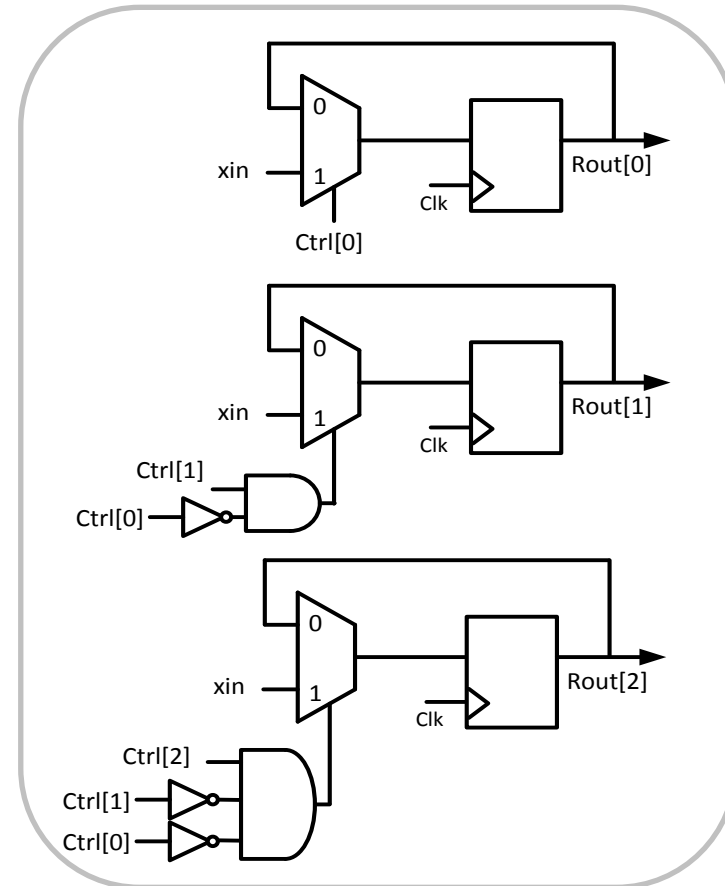 0
xin
1
Rout[0]
Clk
Ctrl[0]
0
xin
1
Rout[1]
Clk
Ctrl[1]
Ctrl[0]
0
xin
1
Rout[2]
Clk
Ctrl[2]
Ctrl[1]
Ctrl[0]